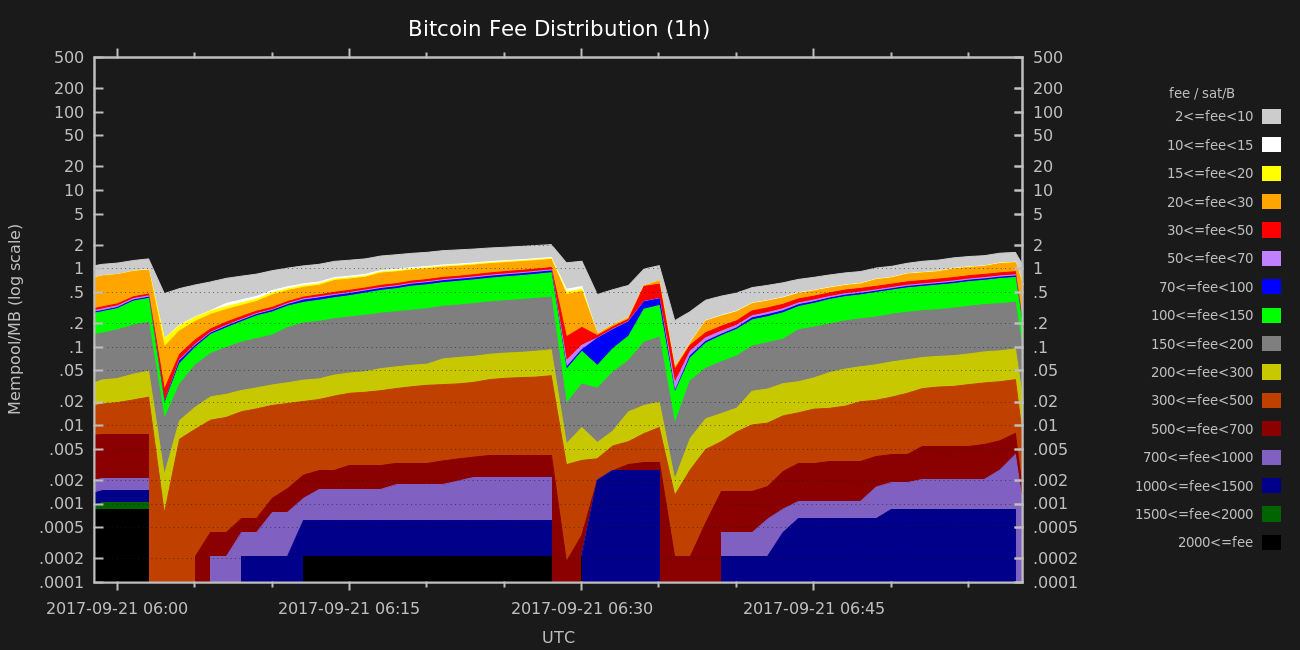 Bitcoin Fee Distribution (1h)
Mempool/MB (log scale)
500
200
100
50
20
10
5
2
1
.5
.2
.1
.05
.02
.01
.005
.002
.001
.0005
.0002
.0001
500
200
100
50
20
10
5
2
1
.5
.2
.1
.05
.02
.01
.005
.002
.001
.0005
.0002
.0001
2017-09-21 06:00
2017-09-21 06:15
2017-09-21 06:30
2017-09-21 06:45
UTC
fee / sat/B
2<=fee<10
10<=fee<15
15<=fee<20
20<=fee<30
30<=fee<50
50<=fee<70
70<=fee<100
100<=fee<150
150<=fee<200
200<=fee<300
300<=fee<500
500<=fee<700
700<=fee<1000
1000<=fee<1500
1500<=fee<2000
2000<=fee